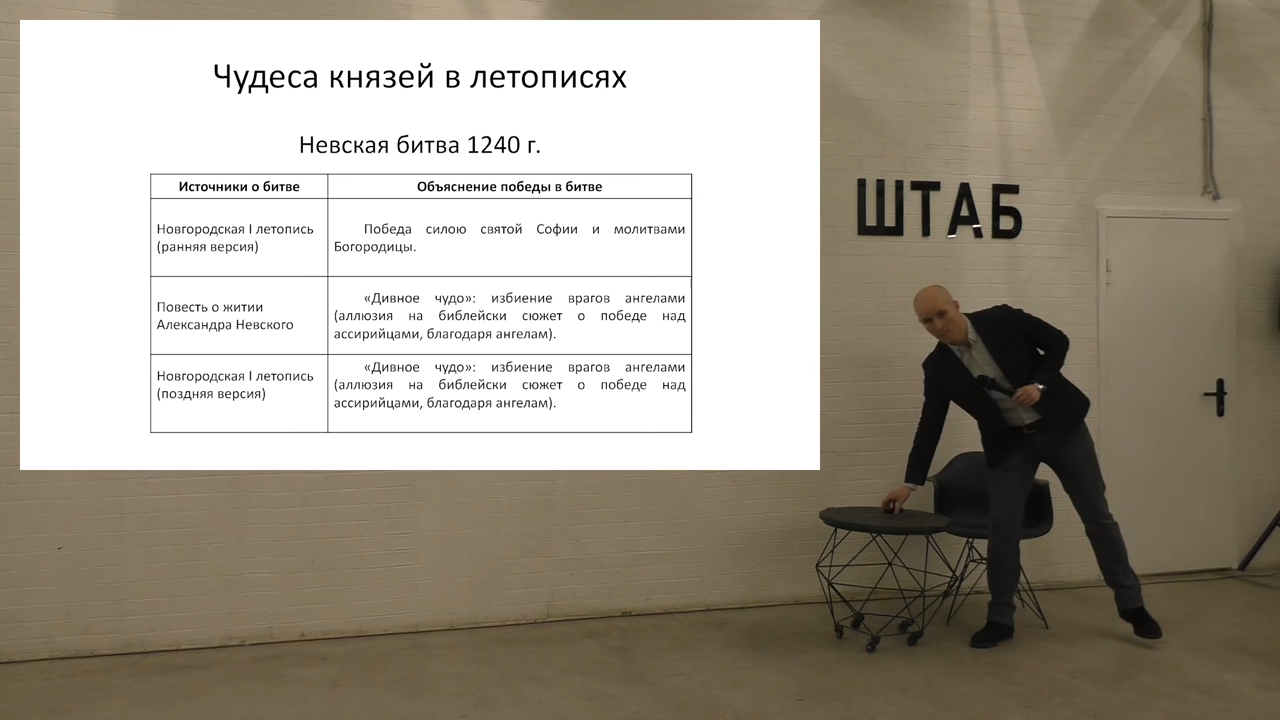 Чудеса князей в летописях
Невская битва 1240 г.
Источники о битве
Объяснение победы в битве
Новгородская I летопись
(ранняя версия)
Победа силою святой Софии и молитвами
Богородицы.
Повесть о житии
Александра Невского
«Дивное чудо»: избиение врагов ангелами
(аллюзия на библейски сюжет о победе над
ассирийцами, благодаря ангелам).
Новгородская I летопись
(поздняя версия)
«Дивное чудо»: избиение врагов ангелами
(аллюзия на библейски сюжет о победе над
ассирийцами, благодаря ангелам).
ШТАБ